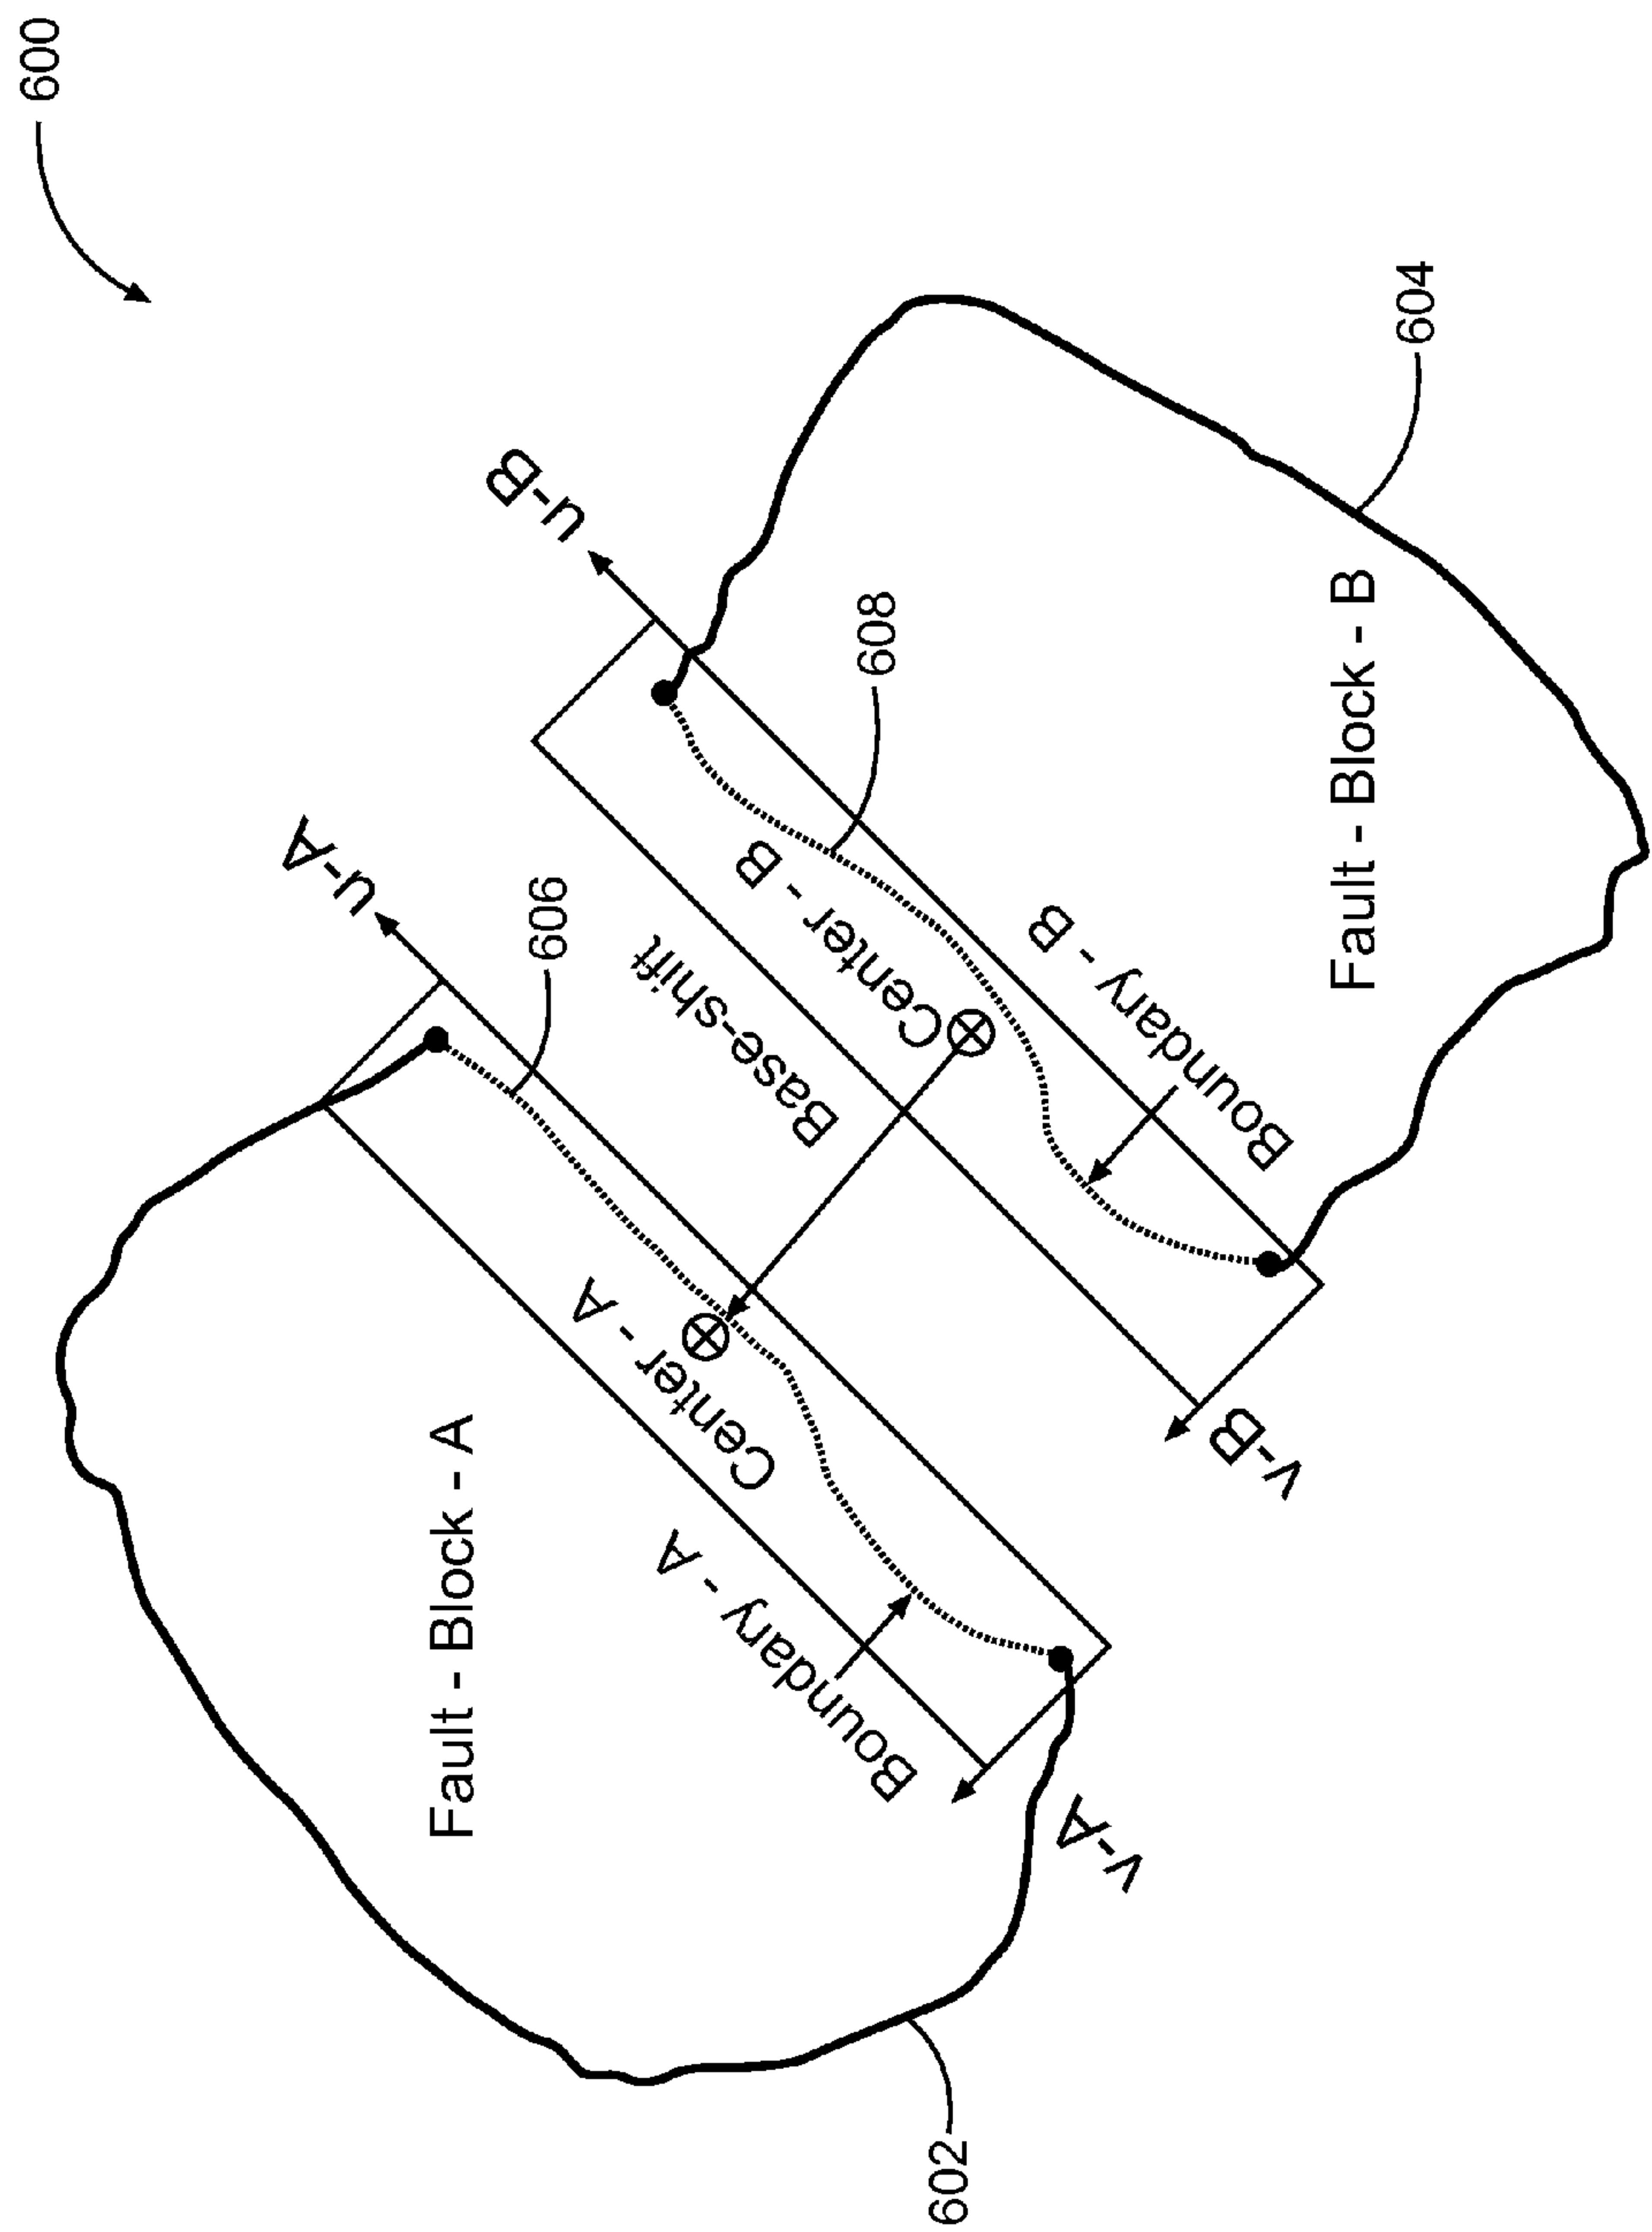 600
Fault - Block - A
602
Boundary - A
Center - A
v-A
u-A
606
Base-shift
Center - B
Boundary - B
v-B
u-B
608
Fault - Block - B
604